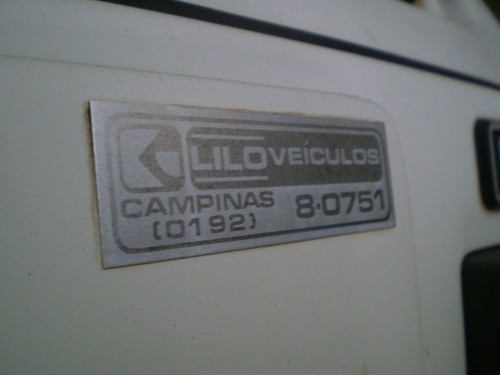 LILOVEÍCULOS
CAMPINAS
(0192) 8-0751